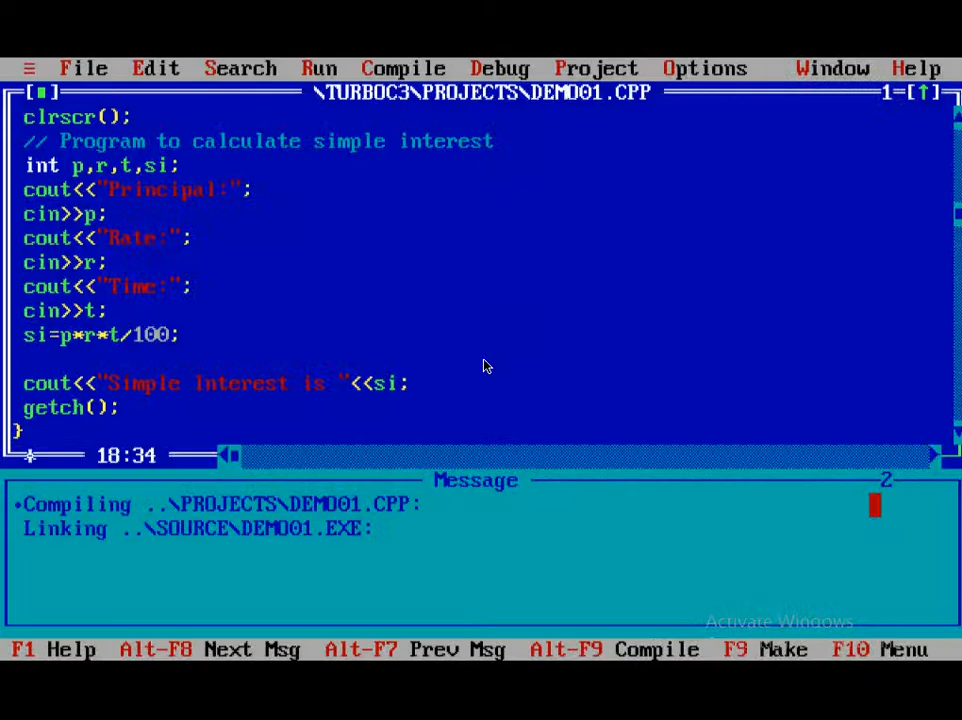 ≡ File Edit Search Run Compile Debug Project Options Window Help
[■] \TURBOC3\PROJECTS\DEMO01.CPP 1=[↑]
clrscr();
// Program to calculate simple interest
int p,r,t,si;
cout<<"Principal:";
cin>>p;
cout<<"Rate:";
cin>>r;
cout<<"Time:";
cin>>t;
si=p*r*t/100;
cout<<"Simple Interest is "<<si;
getch();
}
18:34
Message 2
•Compiling ..\PROJECTS\DEMO01.CPP:
Linking ..\SOURCE\DEMO01.EXE:
Activate Windows
F1 Help Alt-F8 Next Msg Alt-F7 Prev Msg Alt-F9 Compile F9 Make F10 Menu